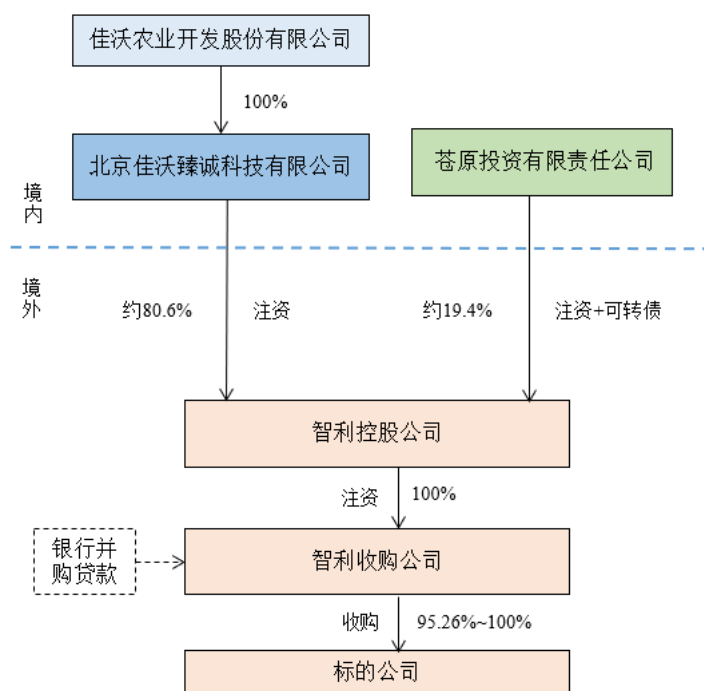 佳沃农业开发股份有限公司
100%
北京佳沃臻诚科技有限公司
苍原投资有限责任公司
境
内
境
外
约80.6%
注资
约19.4%
注资+可转债
智利控股公司
注资
100%
银行并
购贷款
智利收购公司
收购
95.26%~100%
标的公司